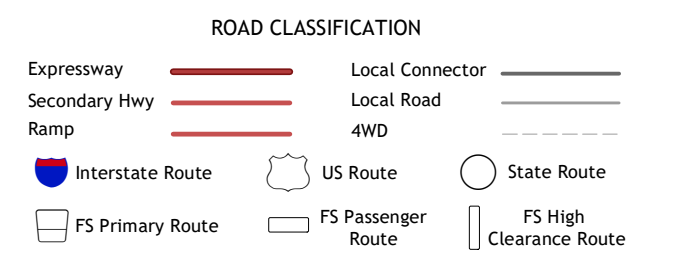 ROAD CLASSIFICATION
Expressway
Local Connector
Secondary Hwy
Local Road
Ramp
4WD
Interstate Route
US Route
State Route
FS Primary Route
FS Passenger
Route
FS High
Clearance Route